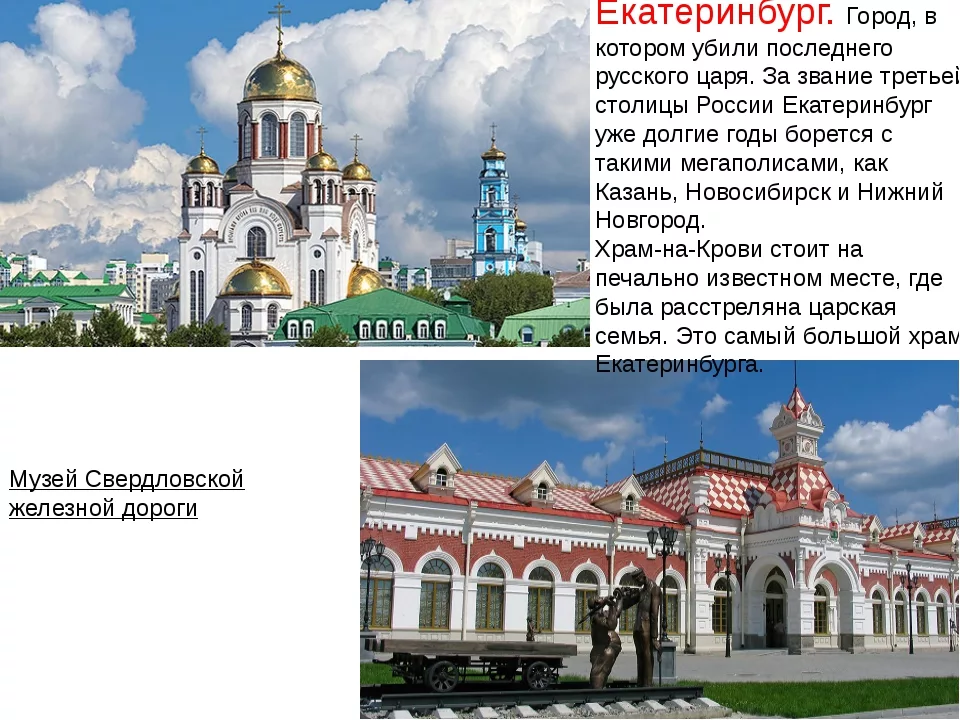 Екатеринбург. Город, в
котором убили последнего
русского царя. За звание третьей
столицы России Екатеринбург
уже долгие годы борется с
такими мегаполисами, как
Казань, Новосибирск и Нижний
Новгород.
Храм-на-Крови стоит на
печально известном месте, где
была расстреляна царская
семья. Это самый большой храм
Екатеринбурга.
Музей Свердловской
железной дороги